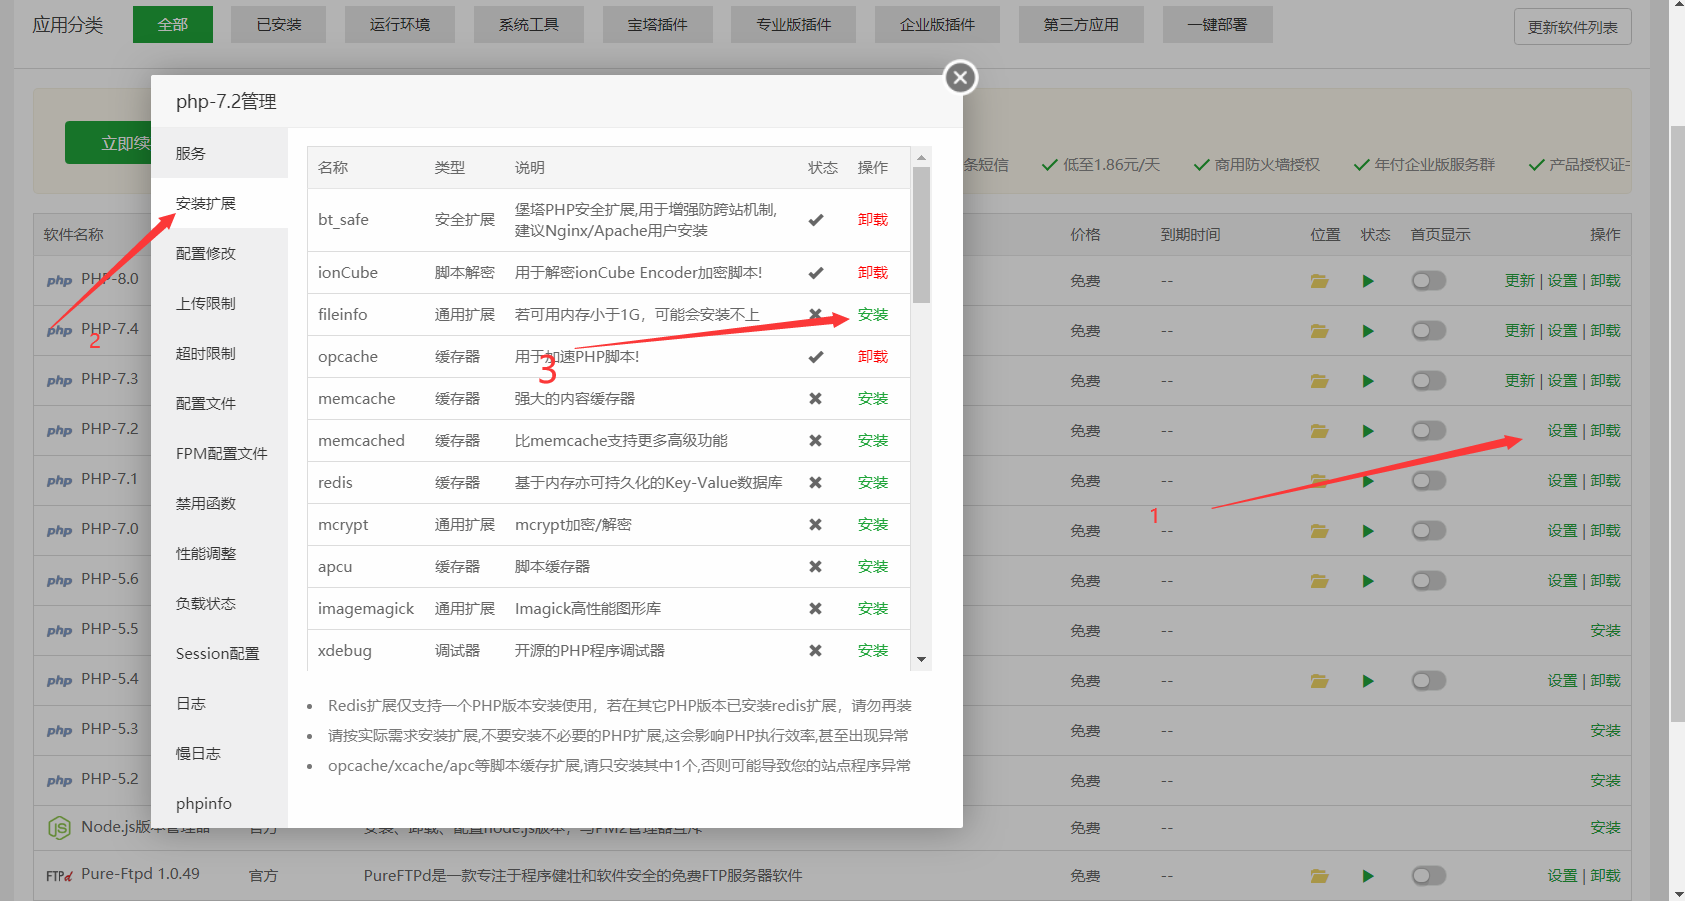 应用分类 全部 已安装 运行环境 系统工具 宝塔插件 专业版插件 企业版插件 第三方应用 一键部署 更新软件列表
php-7.2管理
立即续
条短信 低至1.86元/天 商用防火墙授权 年付企业版服务群 产品授权证
服务
安装扩展
配置修改
上传限制
超时限制
配置文件
FPM配置文件
禁用函数
性能调整
负载状态
Session配置
日志
慢日志
phpinfo
名称 类型 说明 状态 操作
bt_safe 安全扩展 堡塔PHP安全扩展,用于增强防跨站机制,
建议Nginx/Apache用户安装 卸载
ionCube 脚本解密 用于解密ionCube Encoder加密脚本! 卸载
fileinfo 通用扩展 若可用内存小于1G，可能会安装不上 安装
opcache 缓存器 用于加速PHP脚本! 卸载
memcache 缓存器 强大的内容缓存器 安装
memcached 缓存器 比memcache支持更多高级功能 安装
redis 缓存器 基于内存亦可持久化的Key-Value数据库 安装
mcrypt 通用扩展 mcrypt加密/解密 安装
apcu 缓存器 脚本缓存器 安装
imagemagick 通用扩展 Imagick高性能图形库 安装
xdebug 调试器 开源的PHP程序调试器 安装
Redis扩展仅支持一个PHP版本安装使用，若在其它PHP版本已安装redis扩展，请勿再装
请按实际需求安装扩展,不要安装不必要的PHP扩展,这会影响PHP执行效率,甚至出现异常
opcache/xcache/apc等脚本缓存扩展,请只安装其中1个,否则可能导致您的站点程序异常
1
2
3
软件名称 价格 到期时间 位置 状态 首页显示 操作
php PHP-8.0 免费 -- 更新 | 设置 | 卸载
php PHP-7.4 免费 -- 更新 | 设置 | 卸载
php PHP-7.3 免费 -- 更新 | 设置 | 卸载
php PHP-7.2 免费 -- 设置 | 卸载
php PHP-7.1 免费 -- 设置 | 卸载
php PHP-7.0 免费 -- 设置 | 卸载
php PHP-5.6 免费 -- 设置 | 卸载
php PHP-5.5 免费 -- 安装
php PHP-5.4 免费 -- 设置 | 卸载
php PHP-5.3 免费 -- 安装
php PHP-5.2 免费 -- 安装
JS Node.js版本管理器 官方 安装、卸载、配置node.js版本，与PM2管理器互斥 免费 -- 安装
FTPd Pure-Ftpd 1.0.49 官方 PureFTPd是一款专注于程序健壮和软件安全的免费FTP服务器软件 免费 -- 设置 | 卸载